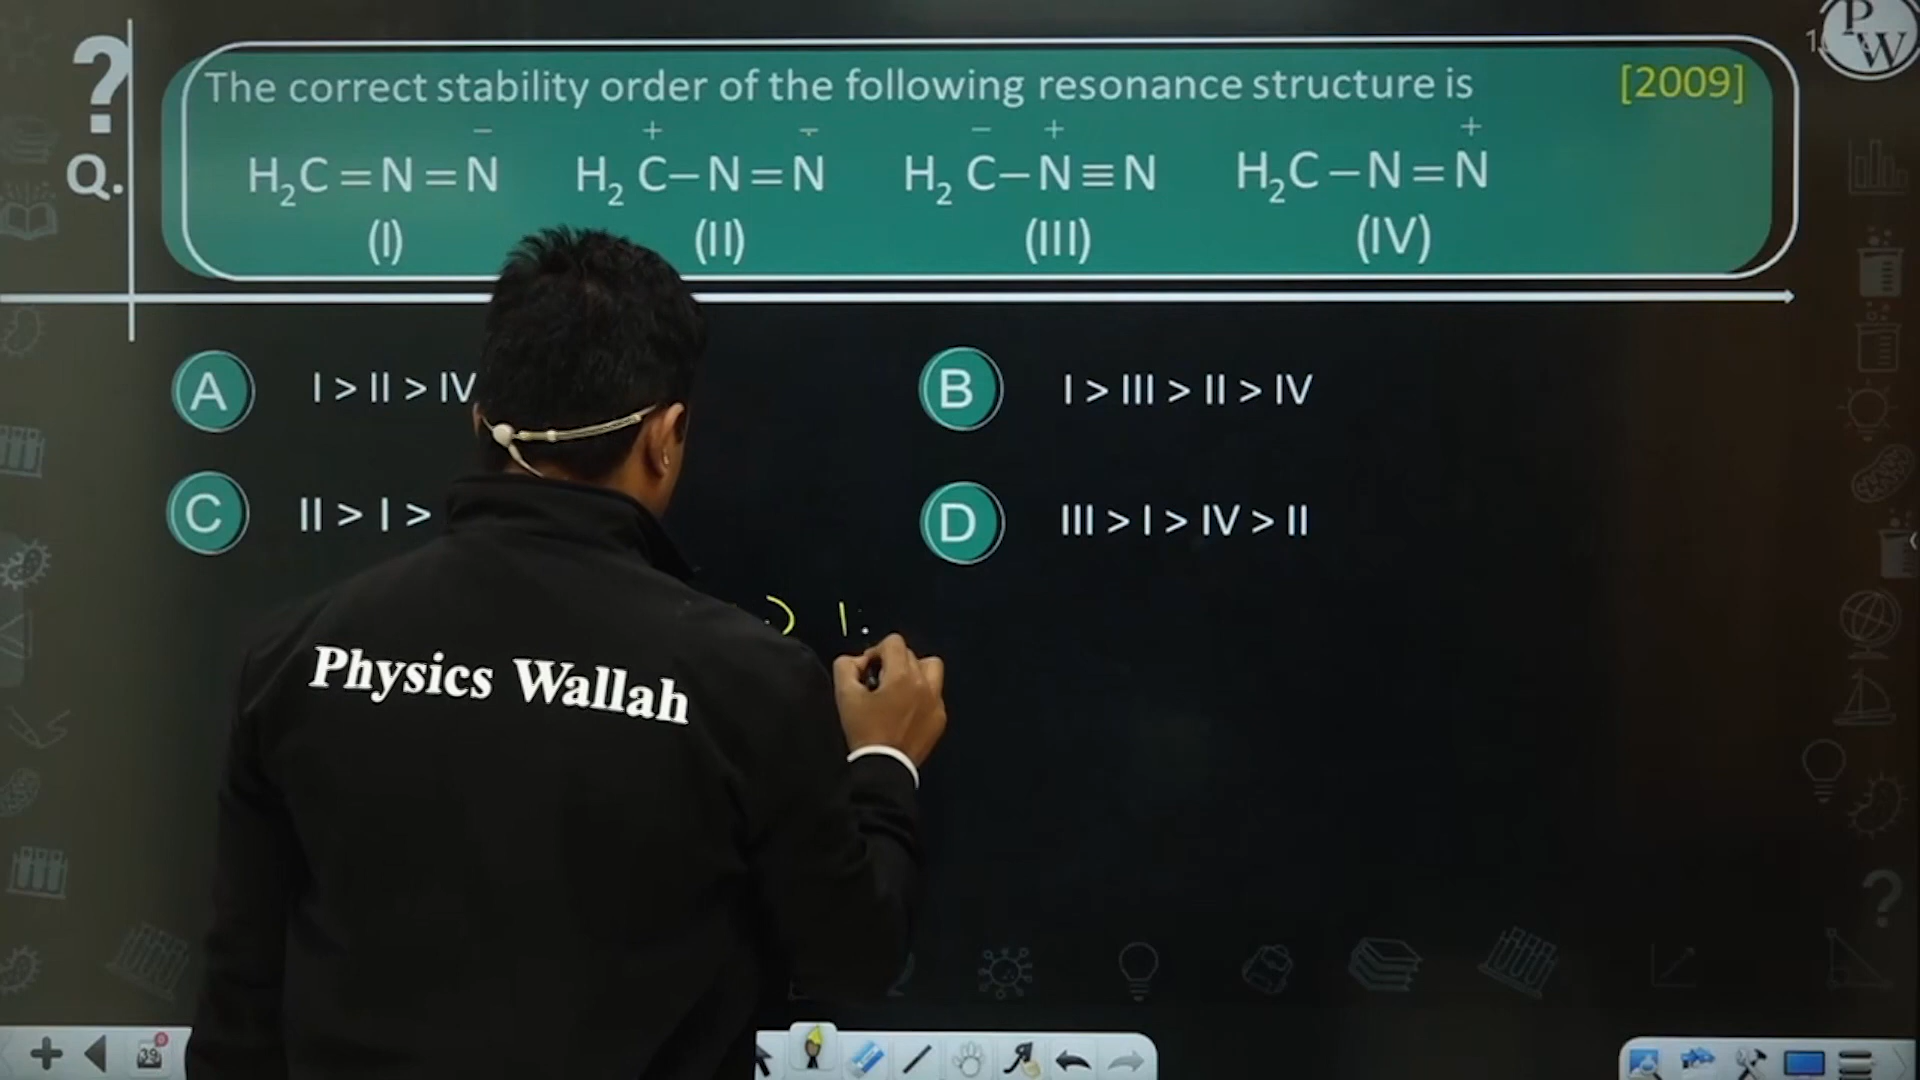 The correct stability order of the following resonance structure is [2009]
Q.
H₂C=N=N⁻ H₂C⁺–N=N⁻ H₂C⁻–N⁺≡N H₂C–N=N⁺
(I) (II) (III) (IV)
A I > II > IV
B I > III > II > IV
C II > I >
D III > I > IV > II
Physics Wallah
PW